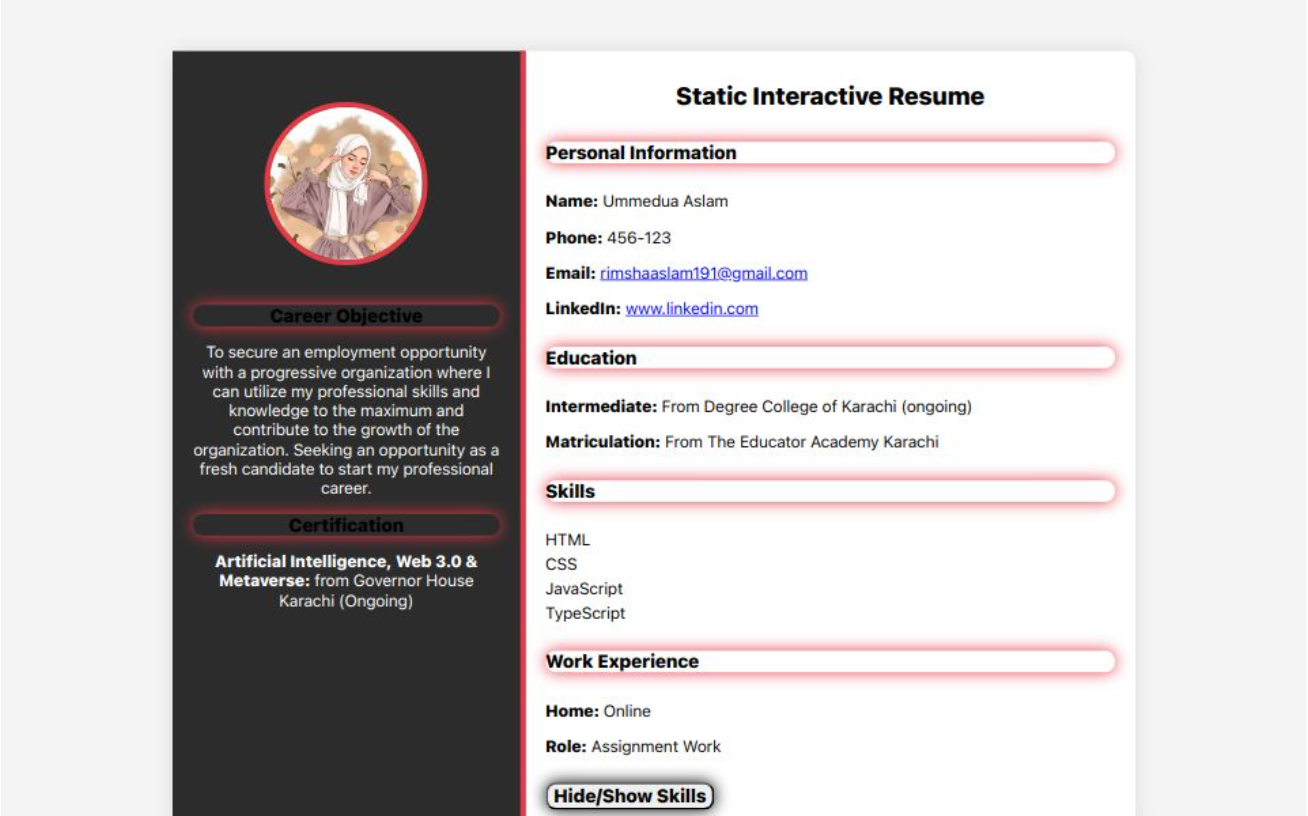 Career Objective
To secure an employment opportunity
with a progressive organization where I
can utilize my professional skills and
knowledge to the maximum and
contribute to the growth of the
organization. Seeking an opportunity as a
fresh candidate to start my professional
career.
Certification
Artificial Intelligence, Web 3.0 &
Metaverse: from Governor House
Karachi (Ongoing)
Static Interactive Resume
Personal Information
Name: Ummedua Aslam
Phone: 456-123
Email: rimshaaslam191@gmail.com
LinkedIn: www.linkedin.com
Education
Intermediate: From Degree College of Karachi (ongoing)
Matriculation: From The Educator Academy Karachi
Skills
HTML
CSS
JavaScript
TypeScript
Work Experience
Home: Online
Role: Assignment Work
Hide/Show Skills